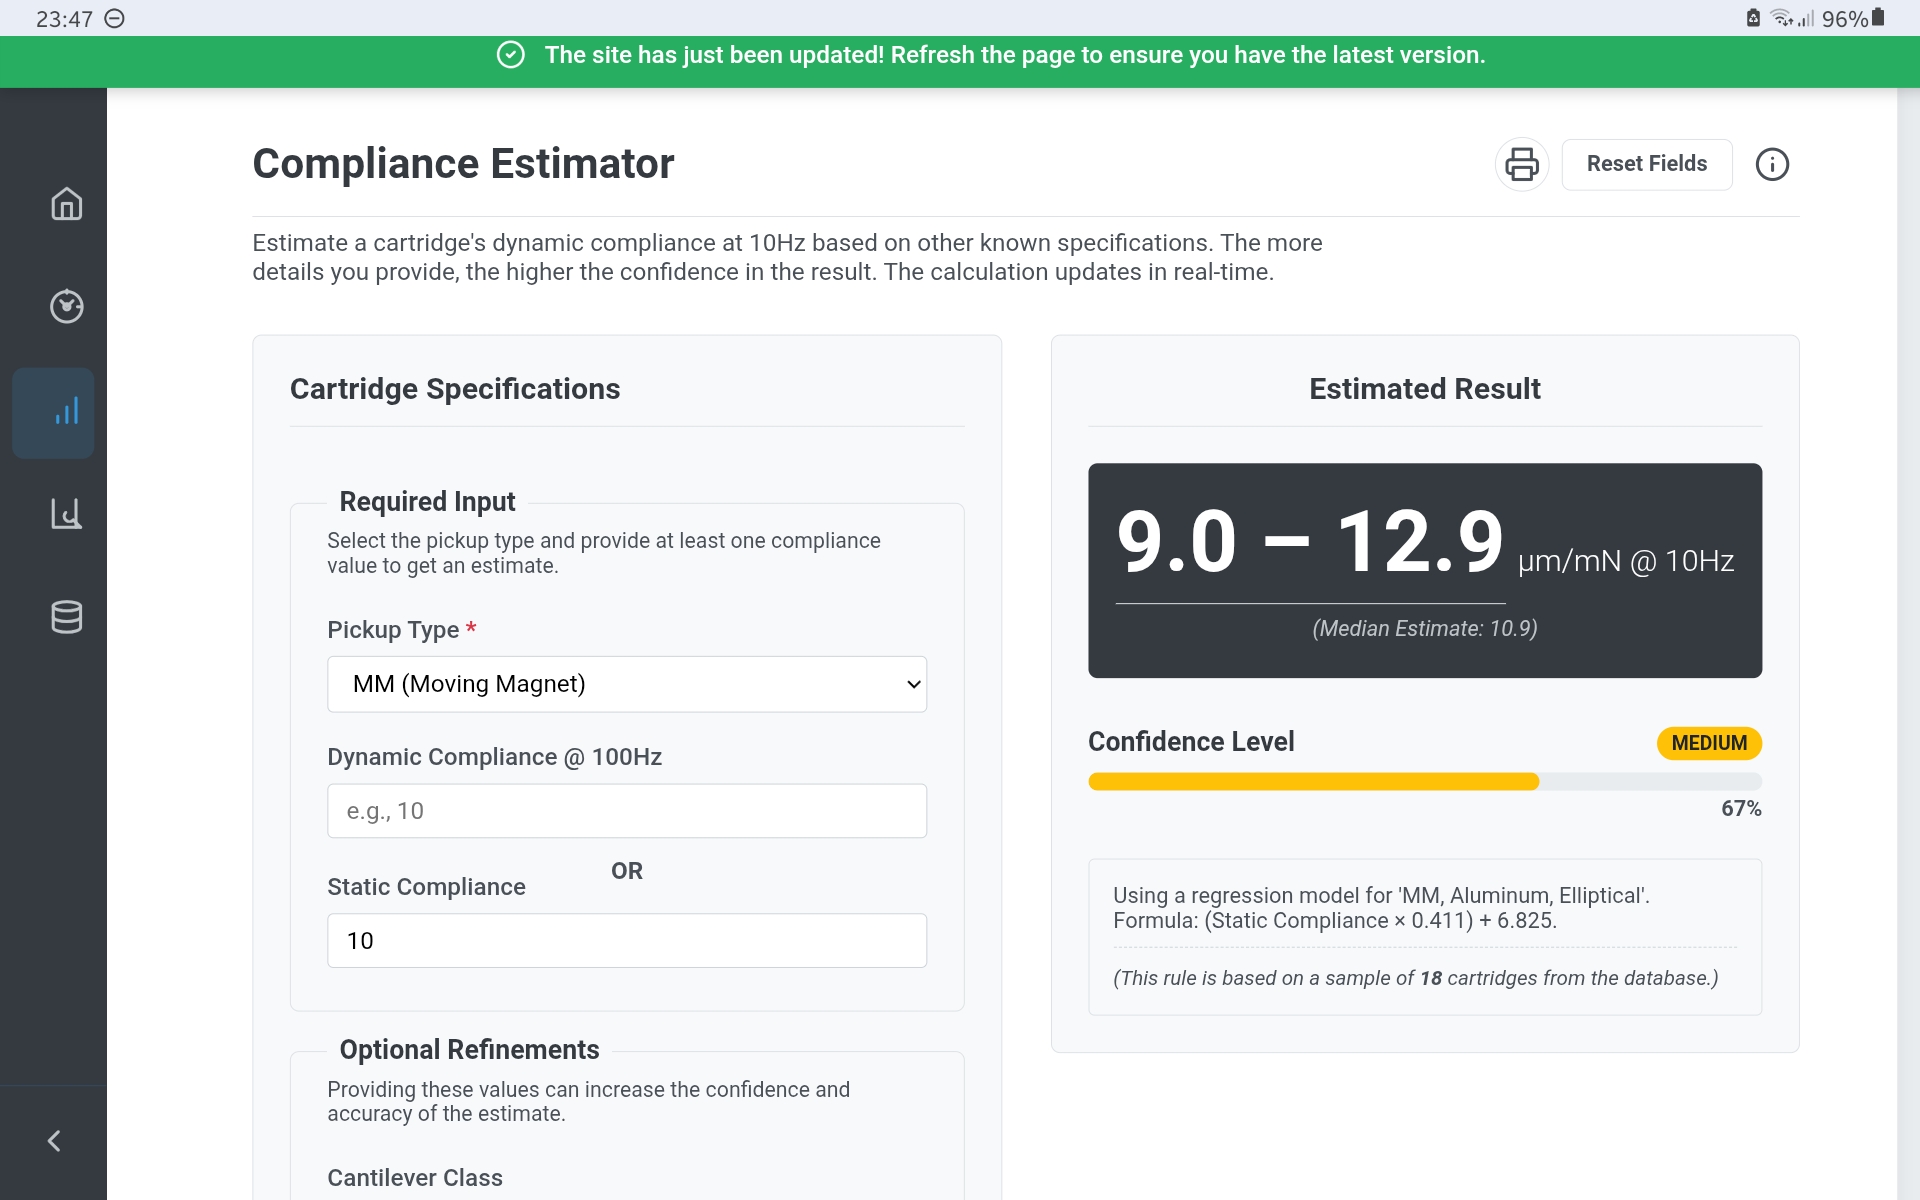 23:47
96%
The site has just been updated! Refresh the page to ensure you have the latest version.
Compliance Estimator
Reset Fields
Estimate a cartridge's dynamic compliance at 10Hz based on other known specifications. The more
details you provide, the higher the confidence in the result. The calculation updates in real-time.
Cartridge Specifications
Required Input
Select the pickup type and provide at least one compliance
value to get an estimate.
Pickup Type *
MM (Moving Magnet)
Dynamic Compliance @ 100Hz
e.g., 10
OR
Static Compliance
10
Optional Refinements
Providing these values can increase the confidence and
accuracy of the estimate.
Cantilever Class
Estimated Result
9.0 – 12.9 µm/mN @ 10Hz
(Median Estimate: 10.9)
Confidence Level
MEDIUM
67%
Using a regression model for 'MM, Aluminum, Elliptical'.
Formula: (Static Compliance × 0.411) + 6.825.
(This rule is based on a sample of 18 cartridges from the database.)